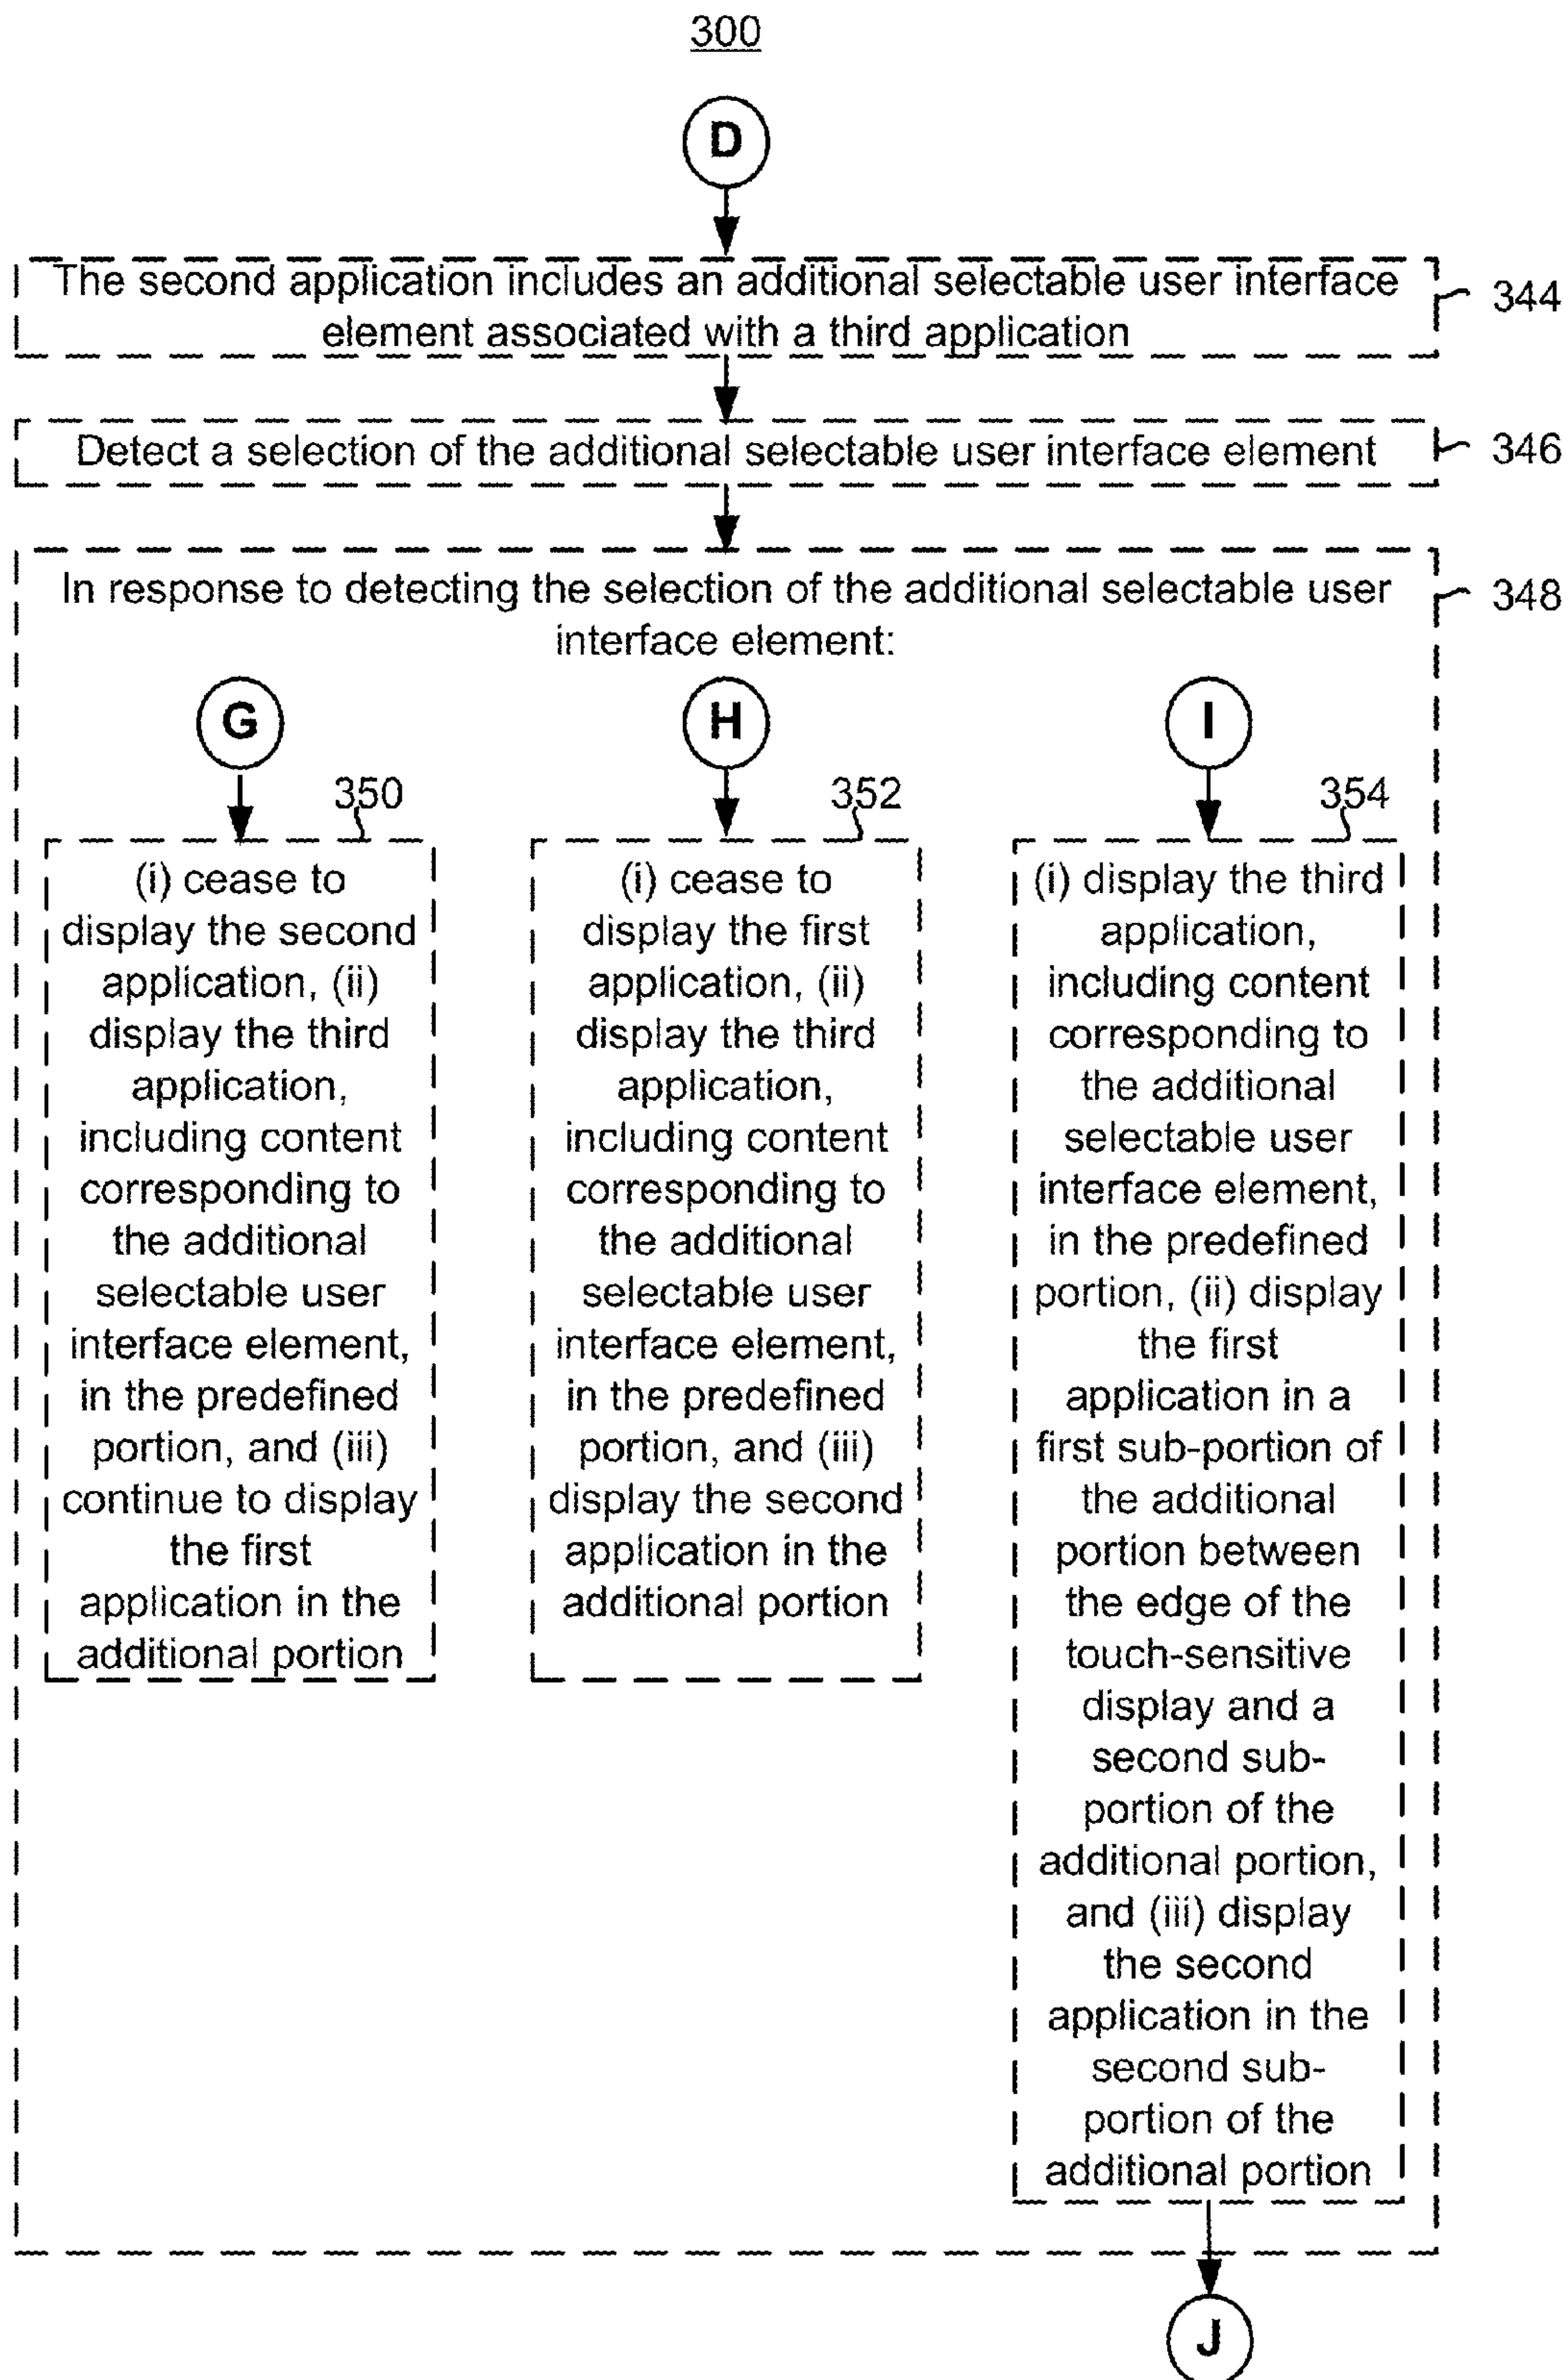 300
D
The second application includes an additional selectable user interface
element associated with a third application
344
Detect a selection of the additional selectable user interface element
346
In response to detecting the selection of the additional selectable user
interface element:
348
G
350
(i) cease to
display the second
application, (ii)
display the third
application,
including content
corresponding to
the additional
selectable user
interface element,
in the predefined
portion, and (iii)
continue to display
the first
application in the
additional portion
H
352
(i) cease to
display the first
application, (ii)
display the third
application,
including content
corresponding to
the additional
selectable user
interface element,
in the predefined
portion, and (iii)
display the second
application in the
additional portion
I
354
(i) display the third
application,
including content
corresponding to
the additional
selectable user
interface element,
in the predefined
portion, (ii) display
the first
application in a
first sub-portion of
the additional
portion between
the edge of the
touch-sensitive
display and a
second sub-
portion of the
additional portion,
and (iii) display
the second
application in the
second sub-
portion of the
additional portion
J